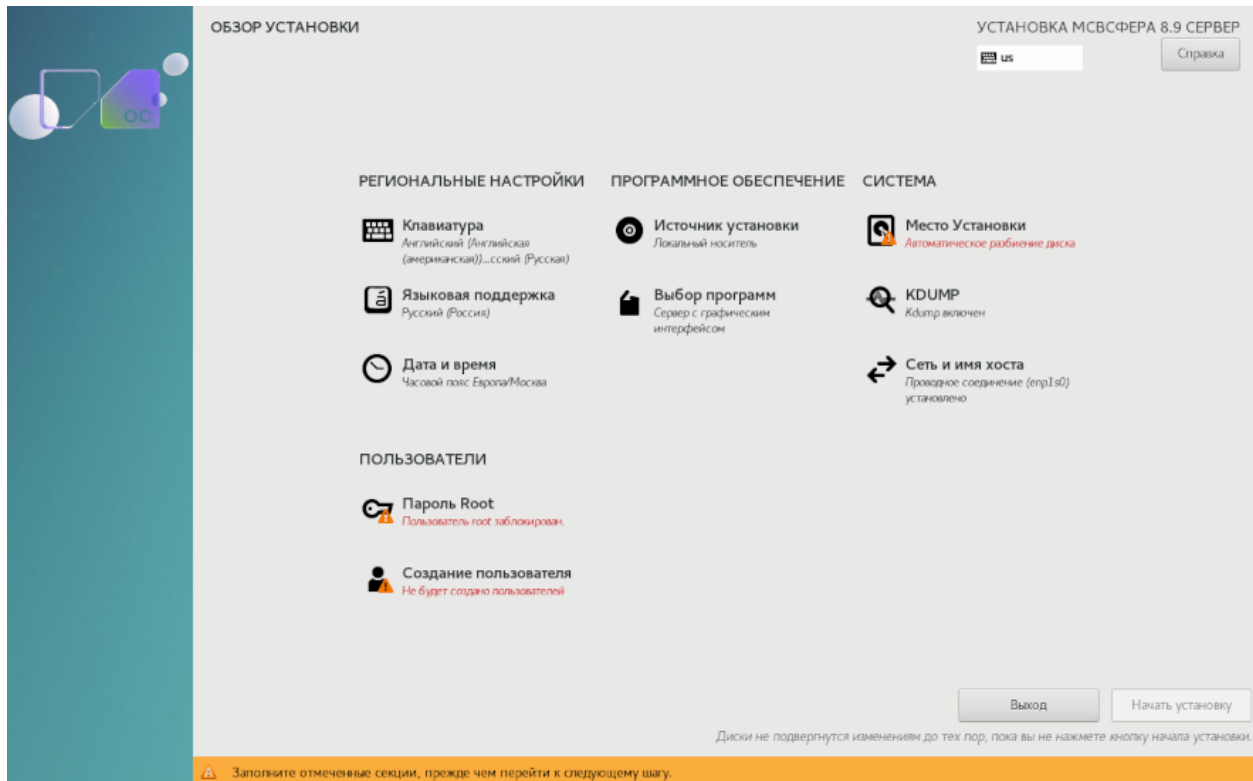 ОБЗОР УСТАНОВКИ
УСТАНОВКА МСВСФЕРА 8.9 СЕРВЕР
us
Справка
ОС
РЕГИОНАЛЬНЫЕ НАСТРОЙКИ
Клавиатура
Английский (Английская
(американская))...сский (Русская)
Языковая поддержка
Русский (Россия)
Дата и время
Часовой пояс Европа/Москва
ПРОГРАММНОЕ ОБЕСПЕЧЕНИЕ
Источник установки
Локальный носитель
Выбор программ
Сервер с графическим
интерфейсом
СИСТЕМА
Место Установки
Автоматическое разбиение диска
KDUMP
Kdump включен
Сеть и имя хоста
Проводное соединение (enp1s0)
установлено
ПОЛЬЗОВАТЕЛИ
Пароль Root
Пользователь root заблокирован.
Создание пользователя
Не будет создано пользователей
Выход
Начать установку
Диски не подвергнутся изменениям до тех пор, пока вы не нажмете кнопку начала установки.
Заполните отмеченные секции, прежде чем перейти к следующему шагу.